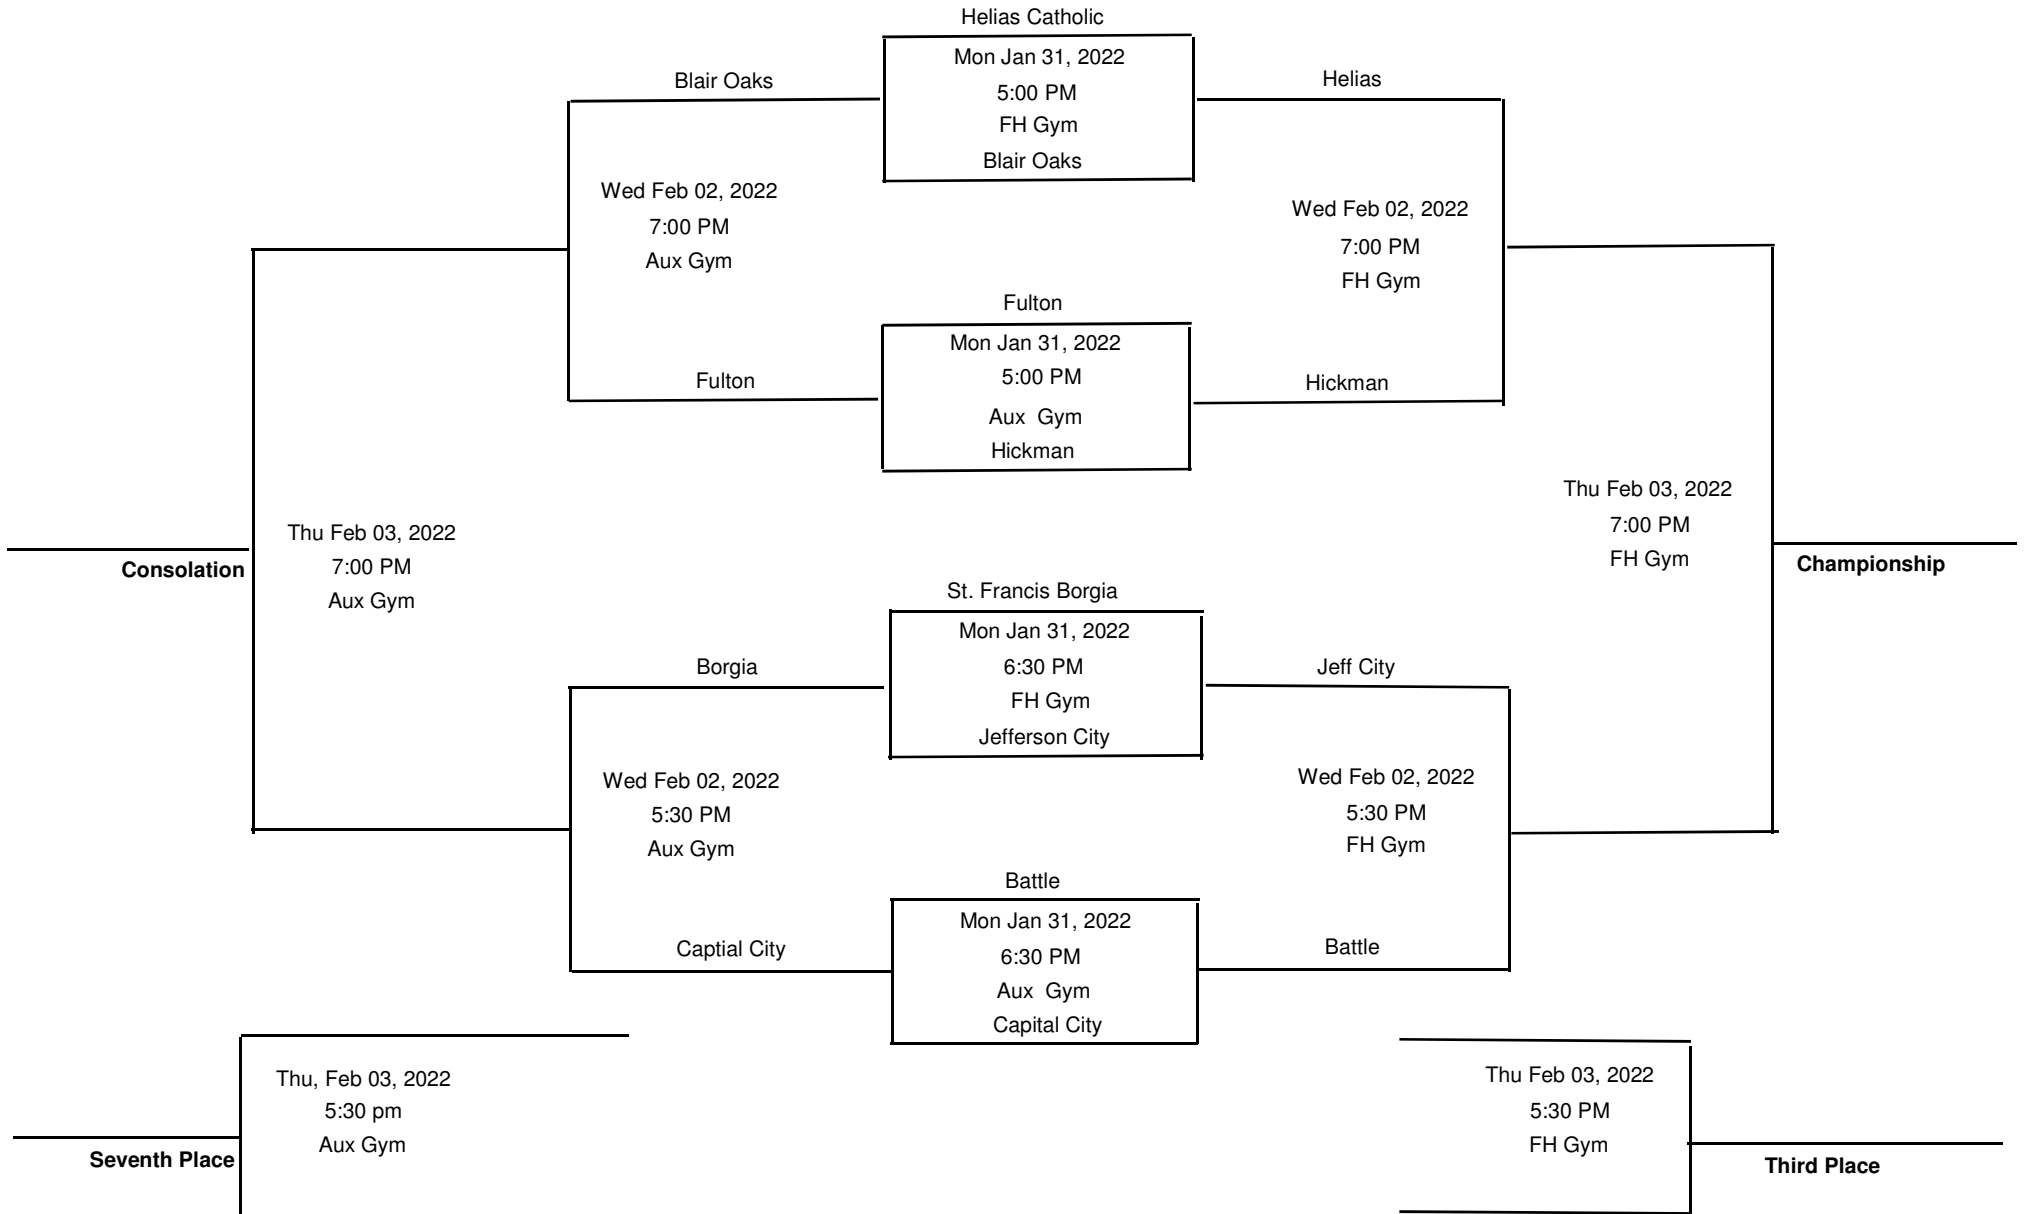 Helias Catholic
Mon Jan 31, 2022
5:00 PM
FH Gym
Blair Oaks
Blair Oaks
Helias
Wed Feb 02, 2022
7:00 PM
Aux Gym
Wed Feb 02, 2022
7:00 PM
FH Gym
Fulton
Mon Jan 31, 2022
5:00 PM
Aux  Gym
Hickman
Fulton
Hickman
Thu Feb 03, 2022
7:00 PM
Aux Gym
Consolation
Thu Feb 03, 2022
7:00 PM
FH Gym
Championship
St. Francis Borgia
Mon Jan 31, 2022
6:30 PM
FH Gym
Jefferson City
Borgia
Jeff City
Wed Feb 02, 2022
5:30 PM
Aux Gym
Wed Feb 02, 2022
5:30 PM
FH Gym
Battle
Mon Jan 31, 2022
6:30 PM
Aux  Gym
Capital City
Captial City
Battle
Thu, Feb 03, 2022
5:30 pm
Aux Gym
Seventh Place
Thu Feb 03, 2022
5:30 PM
FH Gym
Third Place